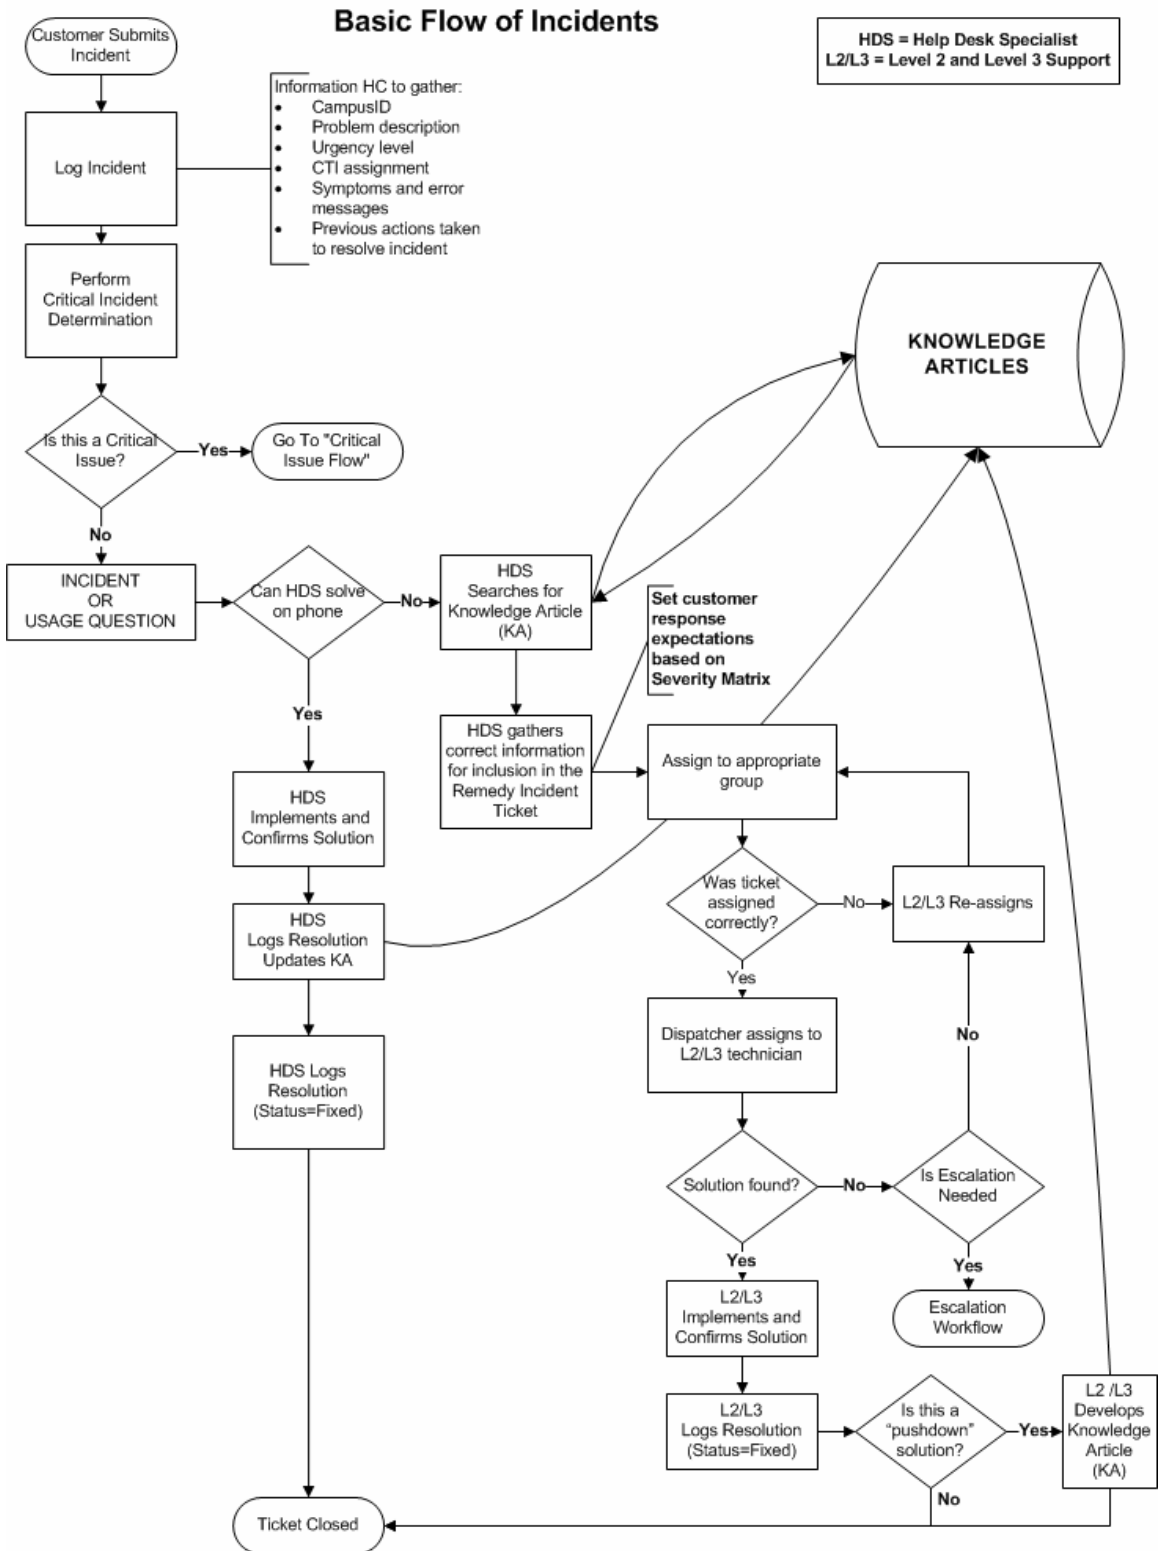 Basic Flow of Incidents
HDS = Help Desk Specialist
L2/L3 = Level 2 and Level 3 Support
Customer Submits
Incident
Log Incident
Information HC to gather:
• CampusID
• Problem description
• Urgency level
• CTI assignment
• Symptoms and error
messages
• Previous actions taken
to resolve incident
Perform
Critical Incident
Determination
KNOWLEDGE
ARTICLES
Is this a Critical
Issue?
Yes
Go To "Critical
Issue Flow"
No
INCIDENT
OR
USAGE QUESTION
Can HDS solve
on phone
No
HDS
Searches for
Knowledge Article
(KA)
Set customer
response
expectations
based on
Severity Matrix
Yes
HDS gathers
correct information
for inclusion in the
Remedy Incident
Ticket
Assign to appropriate
group
HDS
Implements and
Confirms Solution
Was ticket
assigned
correctly?
No
L2/L3 Re-assigns
HDS
Logs Resolution
Updates KA
Yes
Dispatcher assigns to
L2/L3 technician
No
HDS Logs
Resolution
(Status=Fixed)
Solution found?
No
Is Escalation
Needed
Yes
Yes
L2/L3
Implements and
Confirms Solution
Escalation
Workflow
L2/L3
Logs Resolution
(Status=Fixed)
Is this a
“pushdown”
solution?
Yes
L2 /L3
Develops
Knowledge
Article
(KA)
No
Ticket Closed